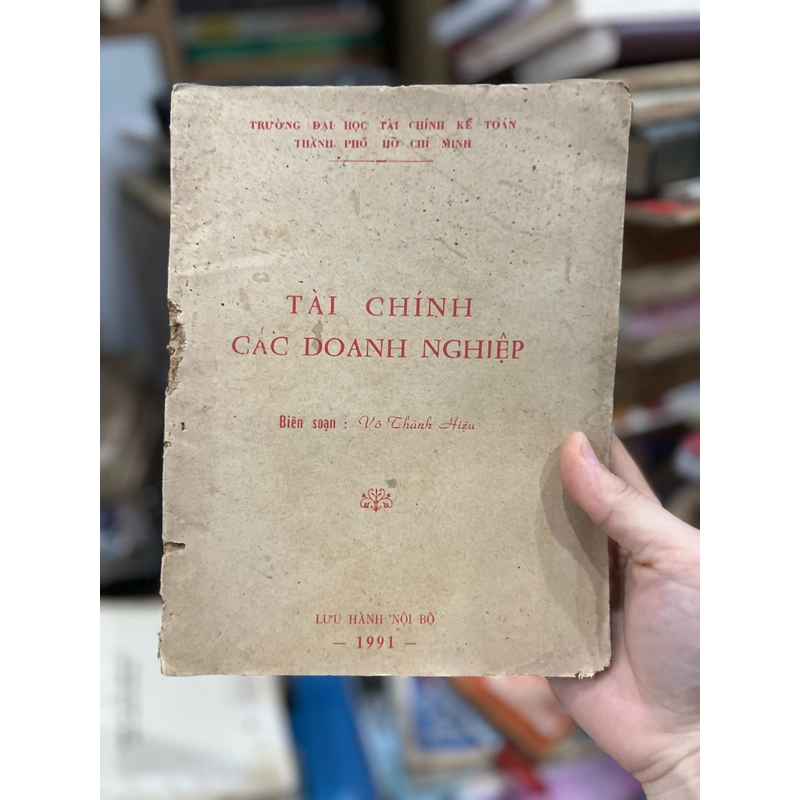 TRƯỜNG ĐẠI HỌC TÀI CHÍNH KẾ TOÁN
THÀNH PHỐ HỒ CHÍ MINH
TÀI CHÍNH
CÁC DOANH NGHIỆP
Biên soạn : Võ Thành Hiệu
LƯU HÀNH NỘI BỘ
— 1991 —